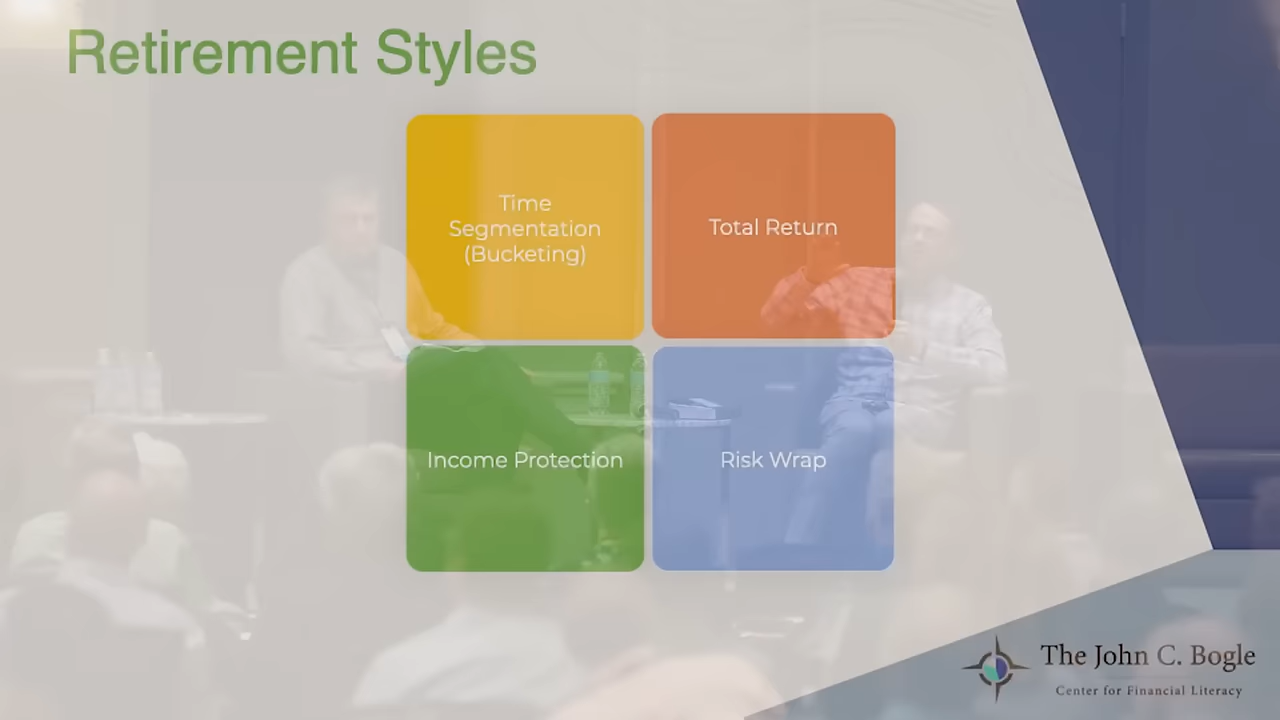 Retirement Styles
Time
Segmentation
(Bucketing)
Total Return
Income Protection
Risk Wrap
The John C. Bogle
Center for Financial Literacy